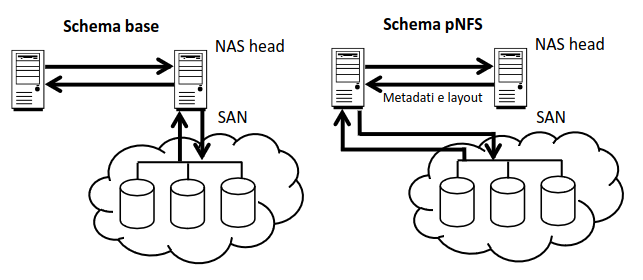 Schema base
NAS head
SAN
Schema pNFS
NAS head
Metadati e layout
SAN